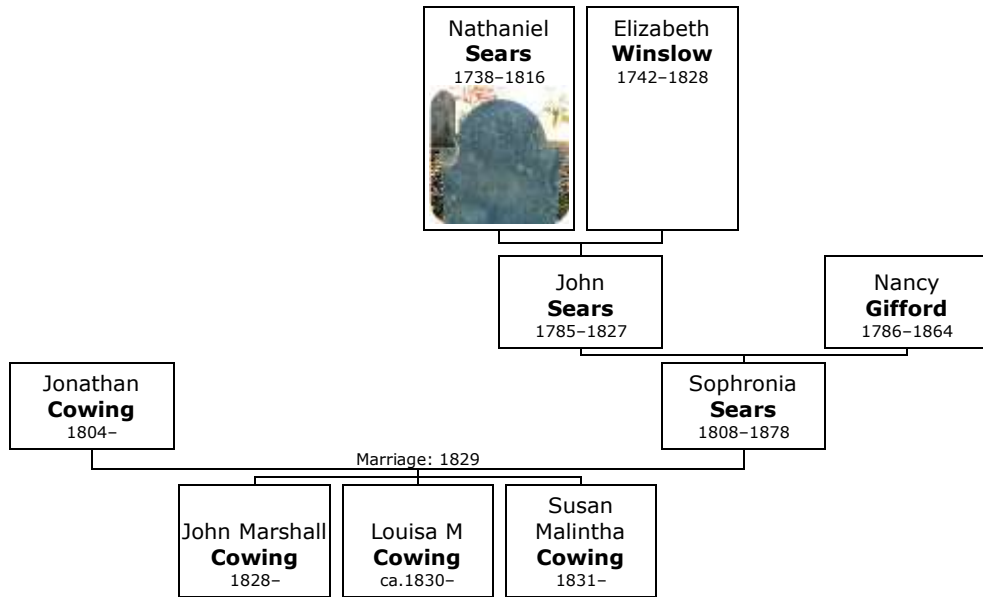 Nathaniel
Sears
1738–1816
Elizabeth
Winslow
1742–1828
John
Sears
1785–1827
Nancy
Gifford
1786–1864
Jonathan
Cowing
1804–
Sophronia
Sears
1808–1878
Marriage: 1829
John Marshall
Cowing
1828–
Louisa M
Cowing
ca.1830–
Susan
Malintha
Cowing
1831–